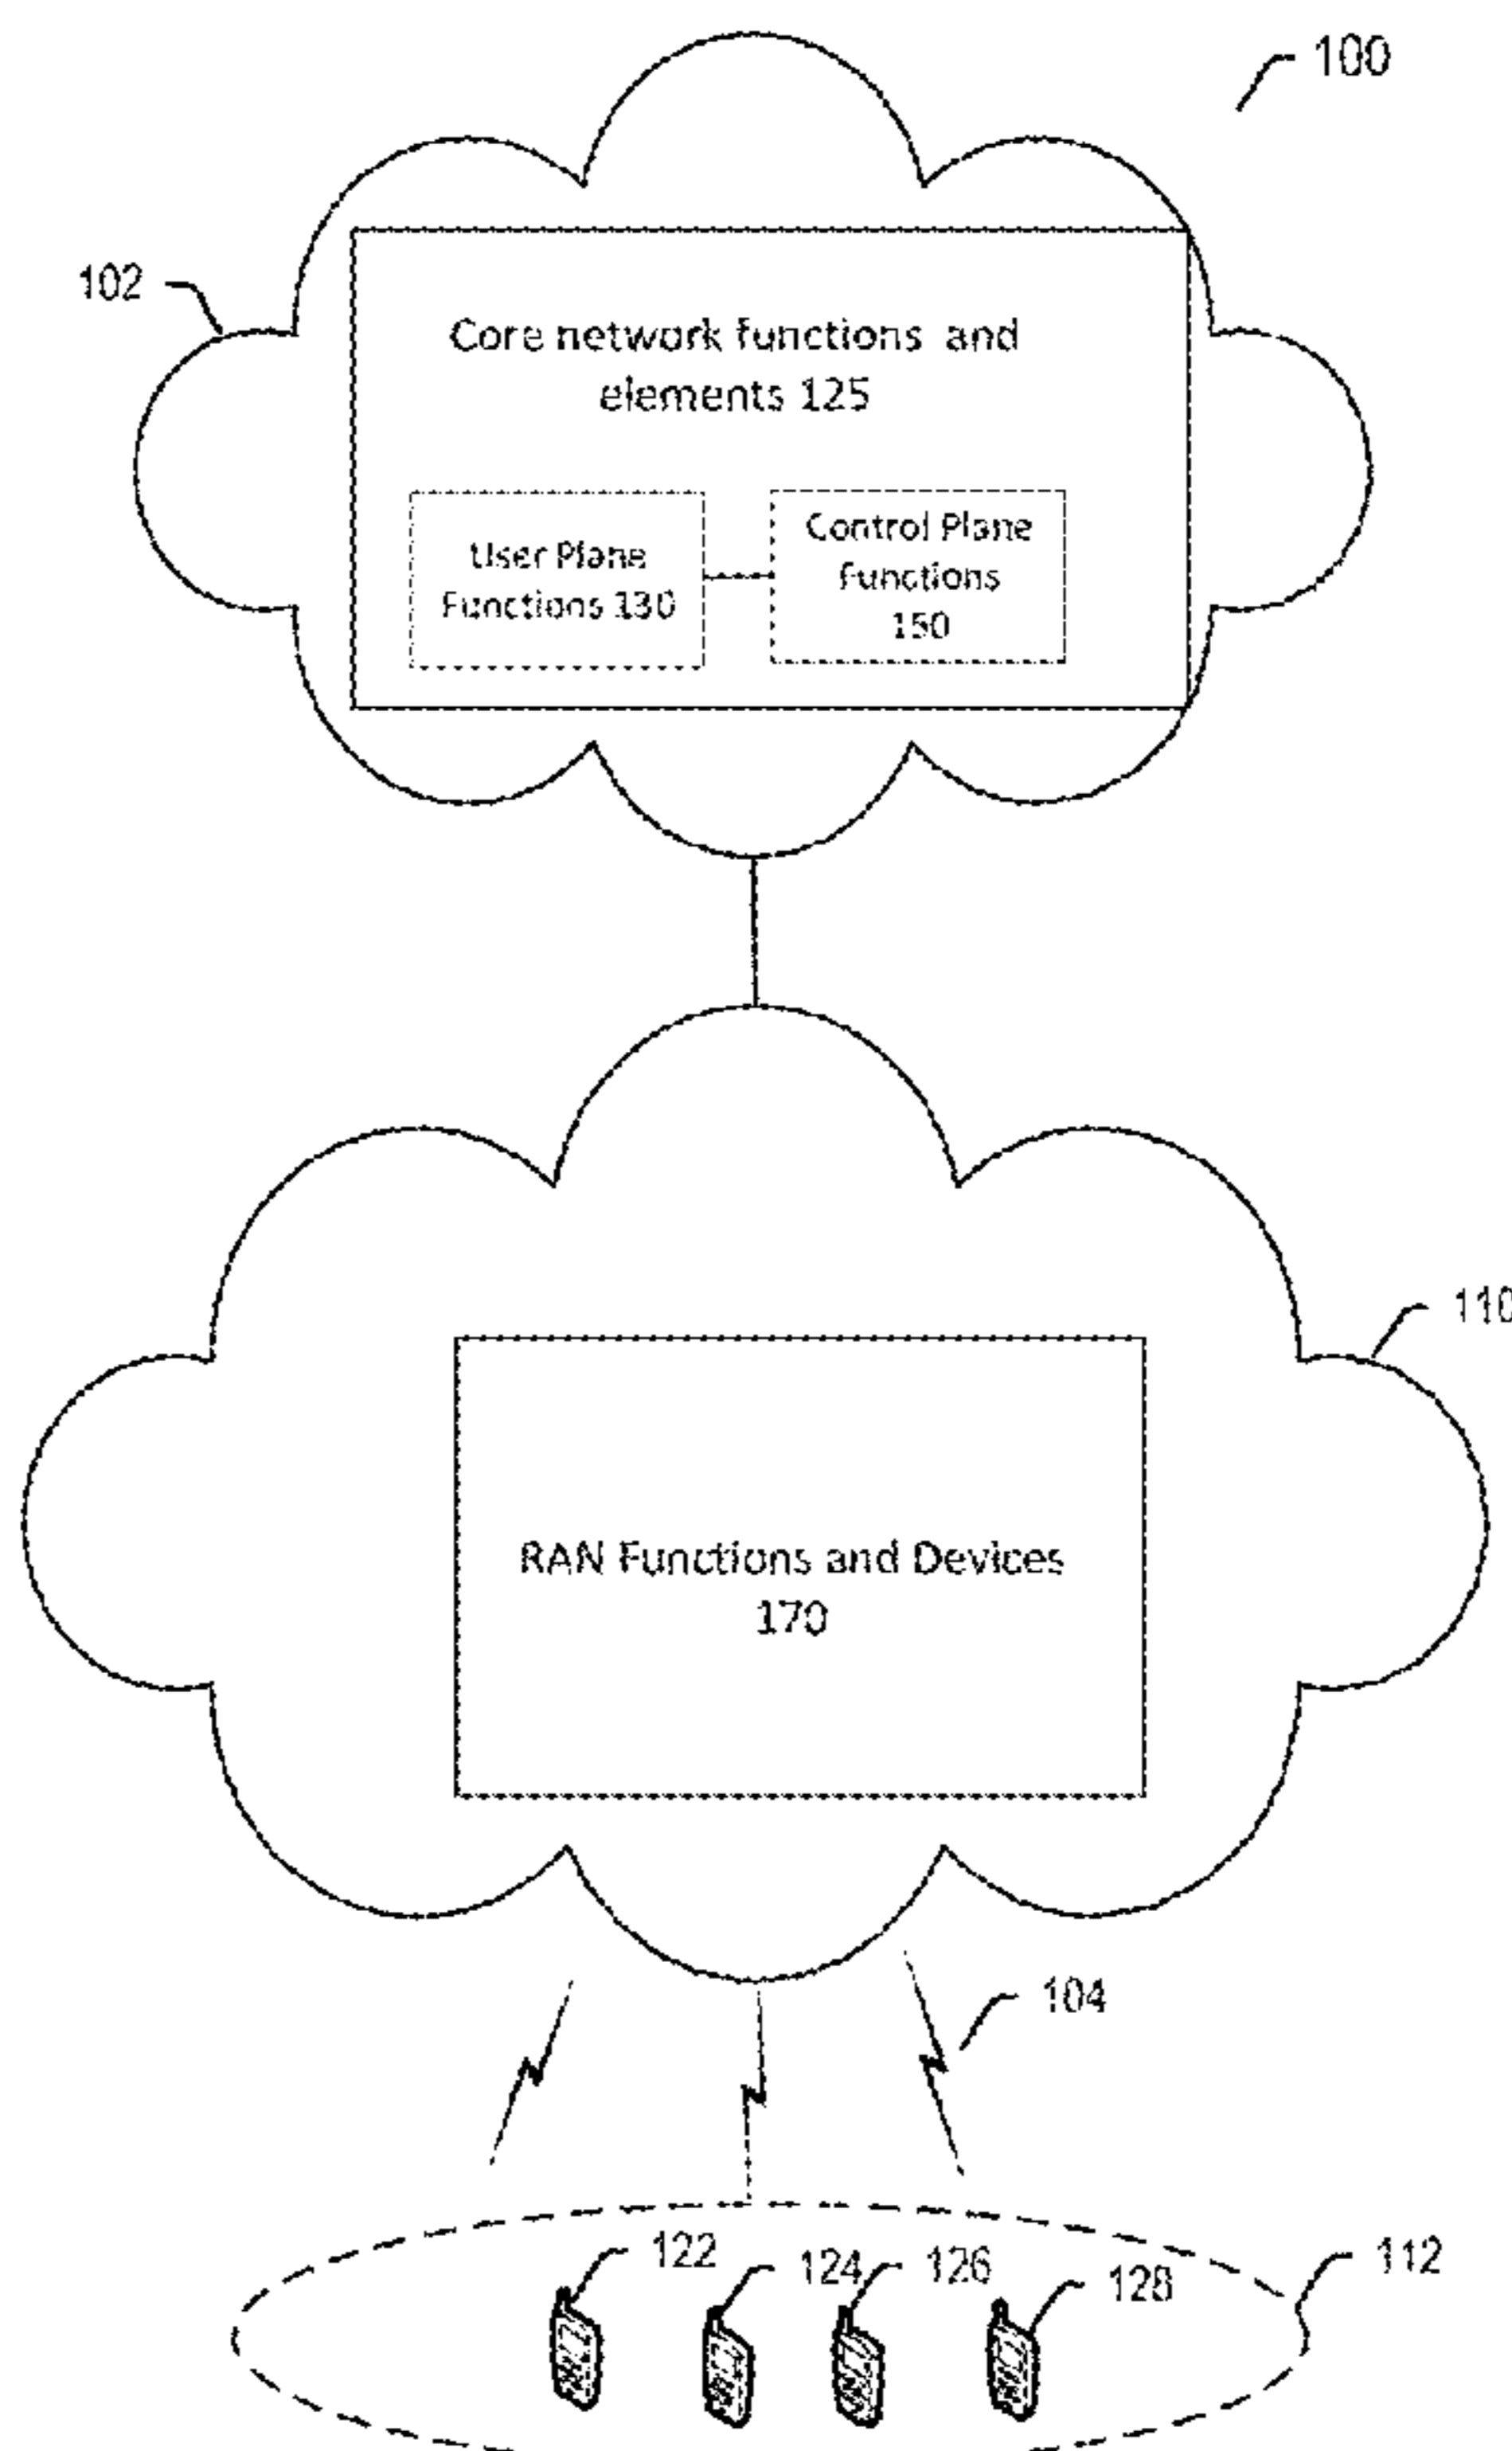 100
102
Core network functions and
elements 125
User Plane
Functions 130
Control Plane
Functions
150
110
RAN Functions and Devices
170
104
122
124
126
128
112